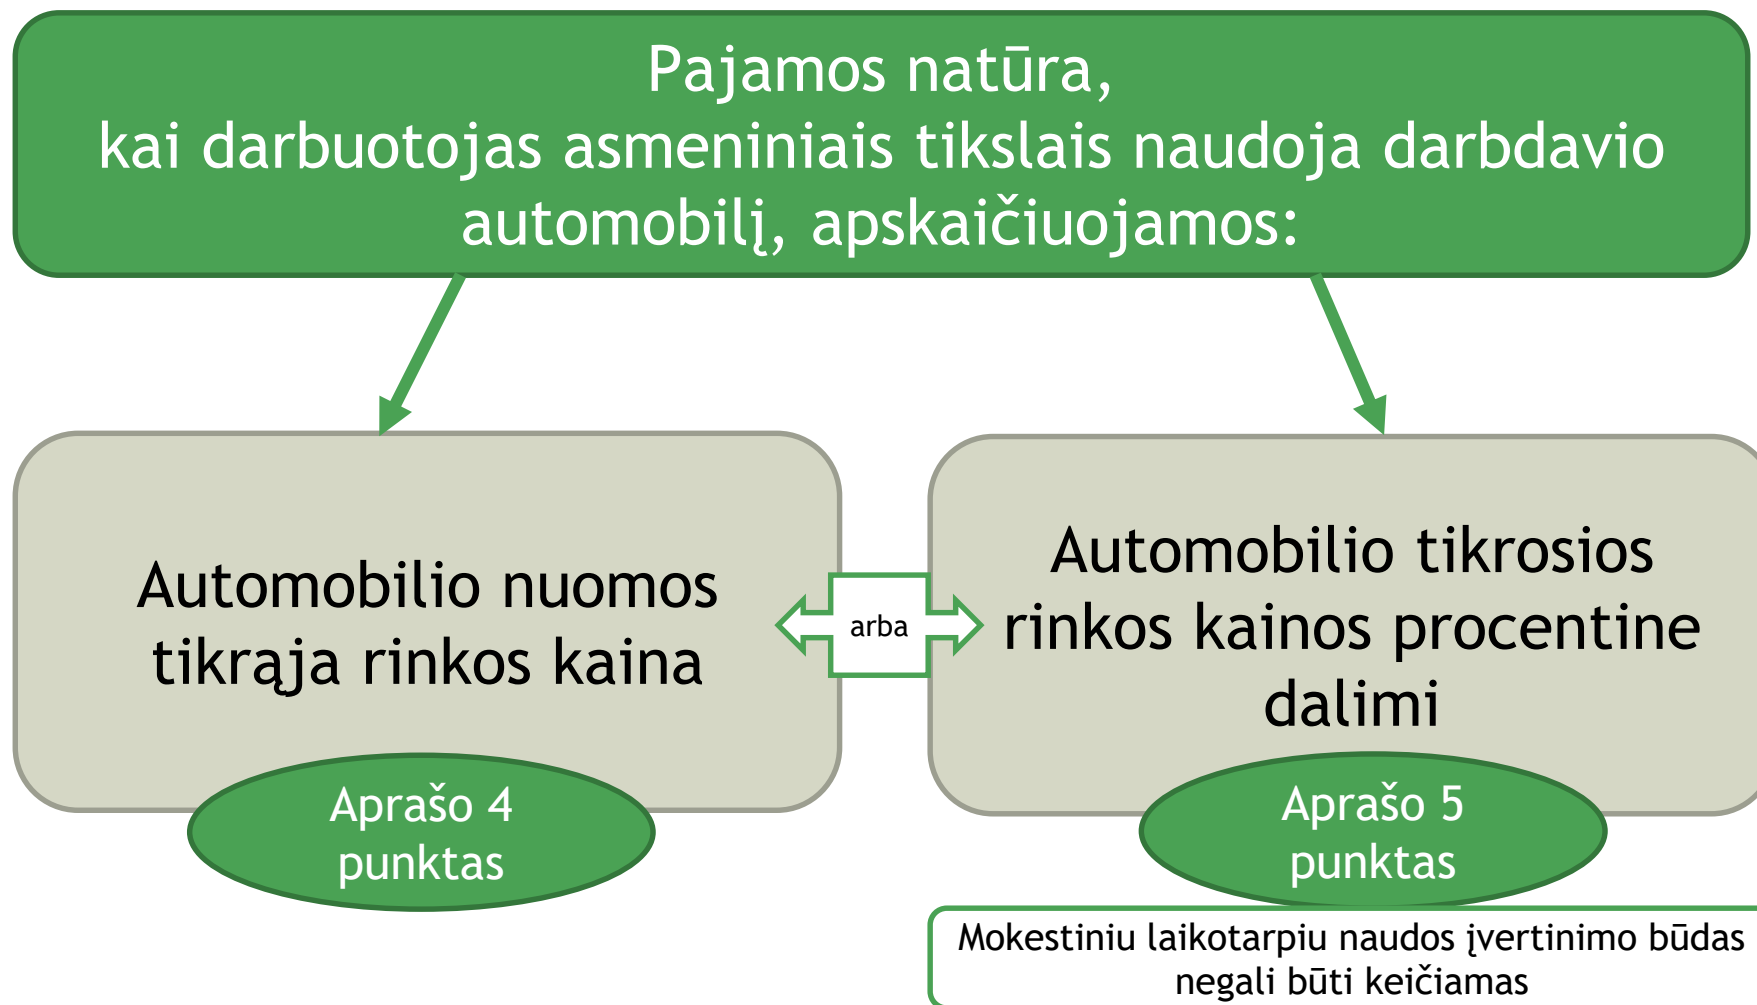 Pajamos natūra,
kai darbuotojas asmeniniais tikslais naudoja darbdavio
automobilį, apskaičiuojamos:
Automobilio nuomos
tikrąja rinkos kaina
arba
Automobilio tikrosios
rinkos kainos procentine
dalimi
Aprašo 4
punktas
Aprašo 5
punktas
Mokestiniu laikotarpiu naudos įvertinimo būdas
negali būti keičiamas